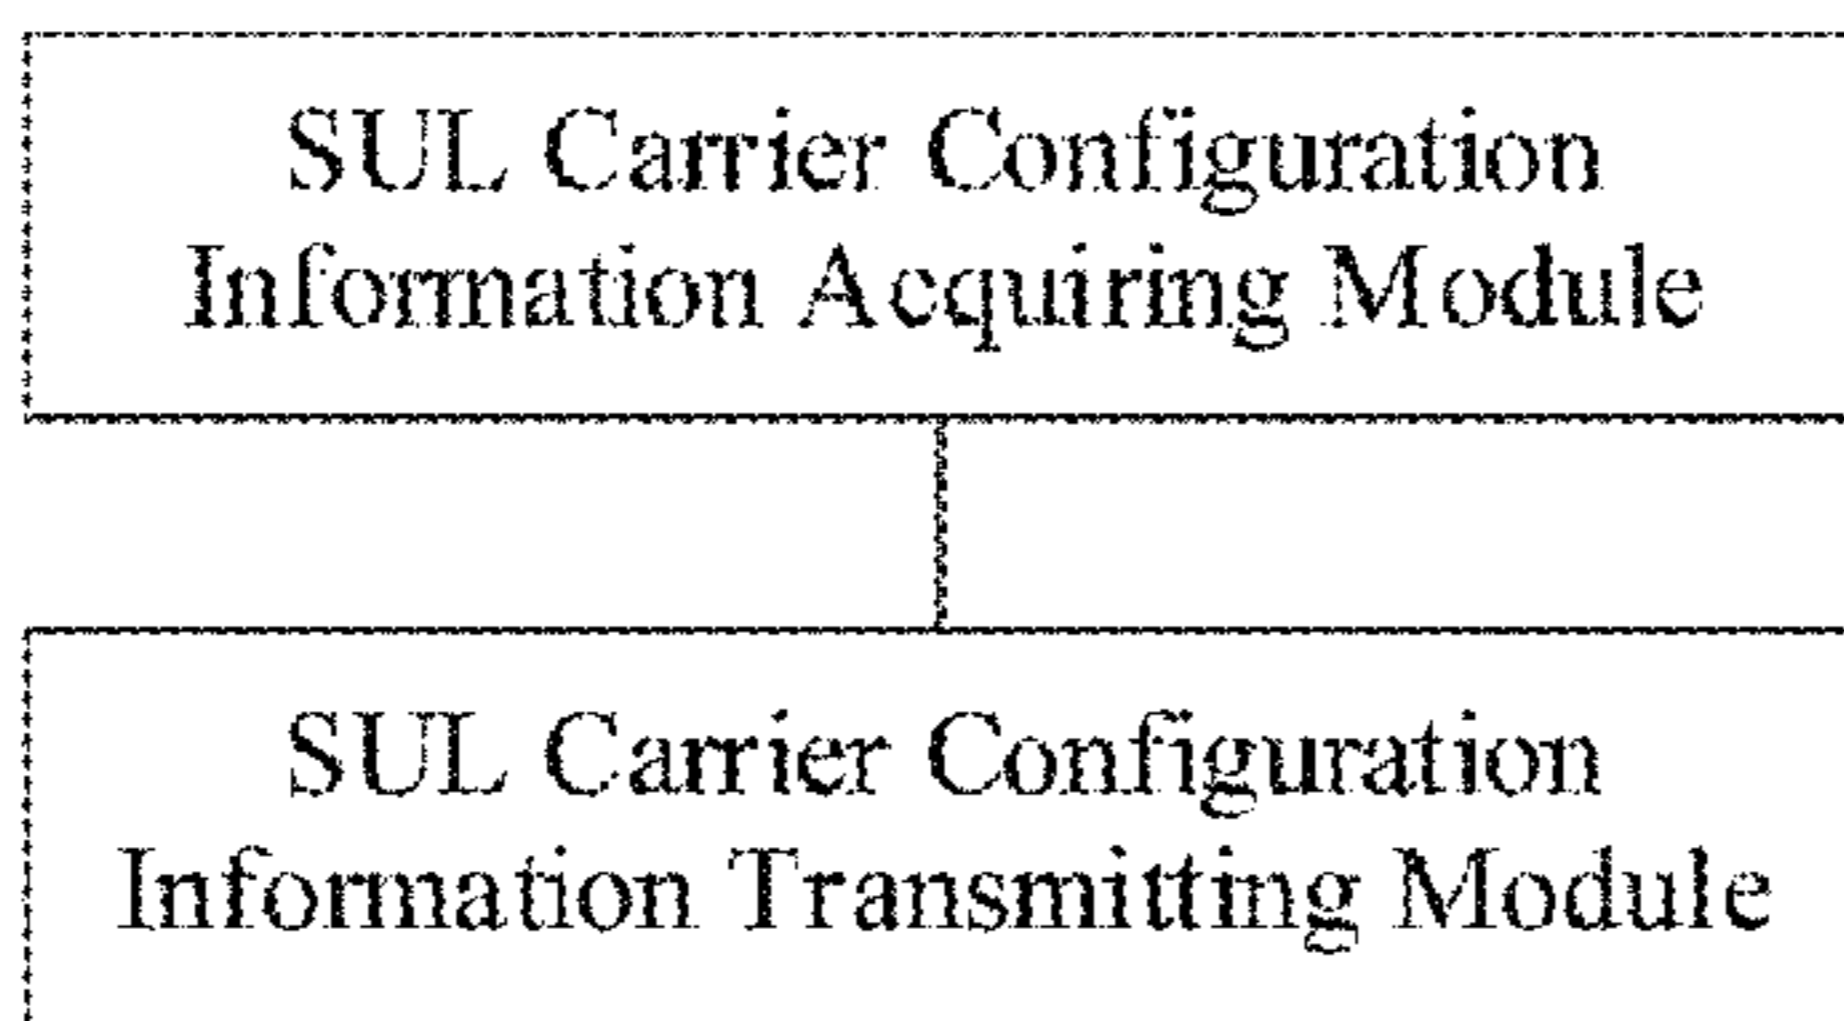 SUL Carrier Configuration
Information Acquiring Module
SUL Carrier Configuration
Information Transmitting Module